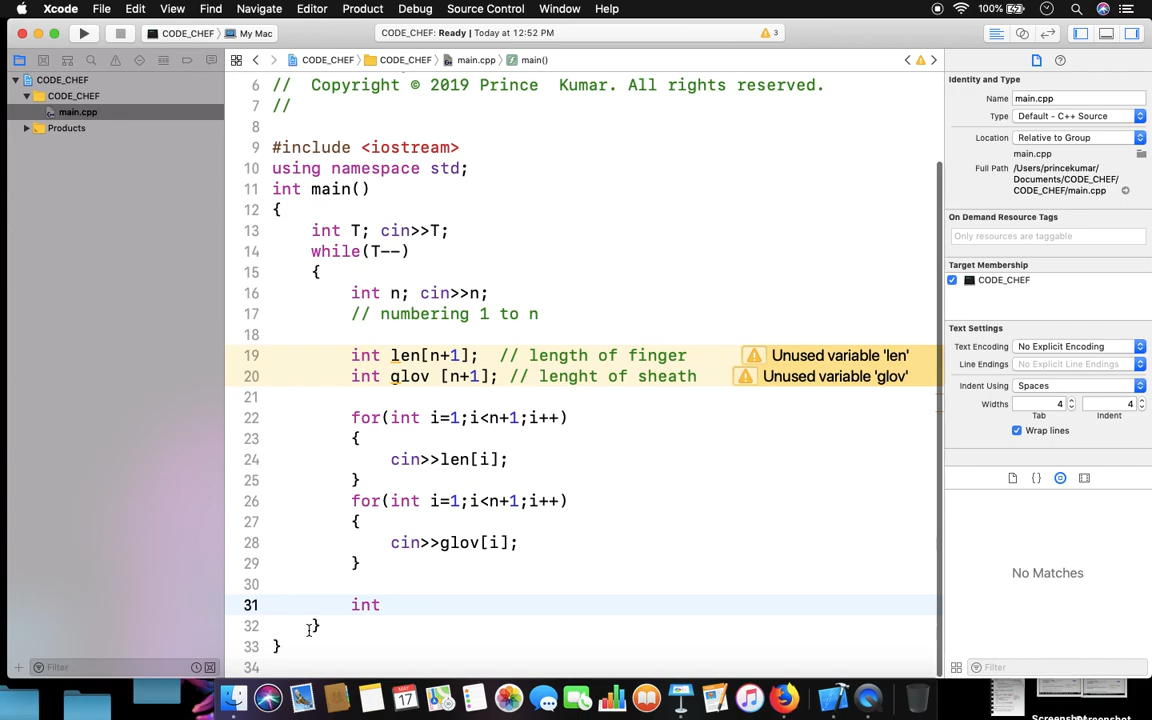 Xcode File Edit View Find Navigate Editor Product Debug Source Control Window Help 100%
CODE_CHEF My Mac CODE_CHEF: Ready | Today at 12:52 PM 3
CODE_CHEF CODE_CHEF main.cpp main()
CODE_CHEF
CODE_CHEF
main.cpp
Products
6 // Copyright © 2019 Prince Kumar. All rights reserved.
7 //
8
9 #include <iostream>
10 using namespace std;
11 int main()
12 {
13 int T; cin>>T;
14 while(T--)
15 {
16 int n; cin>>n;
17 // numbering 1 to n
18
19 int len[n+1]; // length of finger Unused variable 'len'
20 int glov [n+1]; // lenght of sheath Unused variable 'glov'
21
22 for(int i=1;i<n+1;i++)
23 {
24 cin>>len[i];
25 }
26 for(int i=1;i<n+1;i++)
27 {
28 cin>>glov[i];
29 }
30
31 int
32 }
33 }
34
Identity and Type
Name main.cpp
Type Default - C++ Source
Location Relative to Group
main.cpp
Full Path /Users/princekumar/
Documents/CODE_CHEF/
CODE_CHEF/main.cpp
On Demand Resource Tags
Only resources are taggable
Target Membership
CODE_CHEF
Text Settings
Text Encoding No Explicit Encoding
Line Endings No Explicit Line Endings
Indent Using Spaces
Widths 4 4
Tab Indent
Wrap lines
{ }
No Matches
Filter
Filter
MAY
17